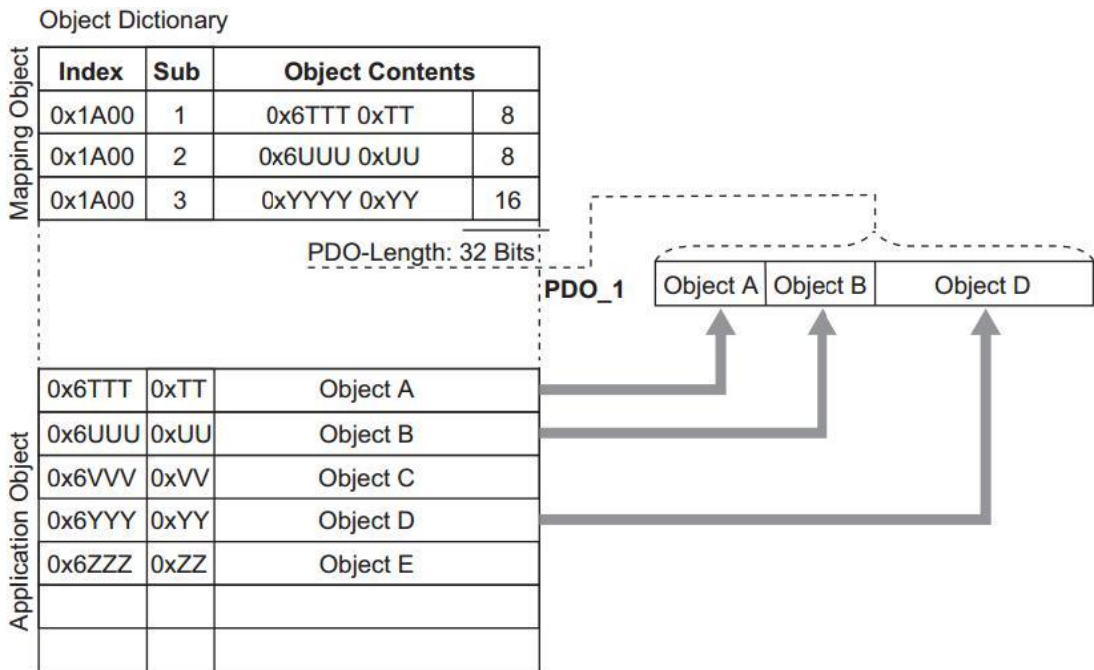 Object Dictionary
Mapping Object
Index Sub Object Contents
0x1A00 1 0x6TTT 0xTT 8
0x1A00 2 0x6UUU 0xUU 8
0x1A00 3 0xYYYY 0xYY 16
PDO-Length: 32 Bits
PDO_1 Object A Object B Object D
Application Object
0x6TTT 0xTT Object A
0x6UUU 0xUU Object B
0x6VVV 0xVV Object C
0x6YYY 0xYY Object D
0x6ZZZ 0xZZ Object E